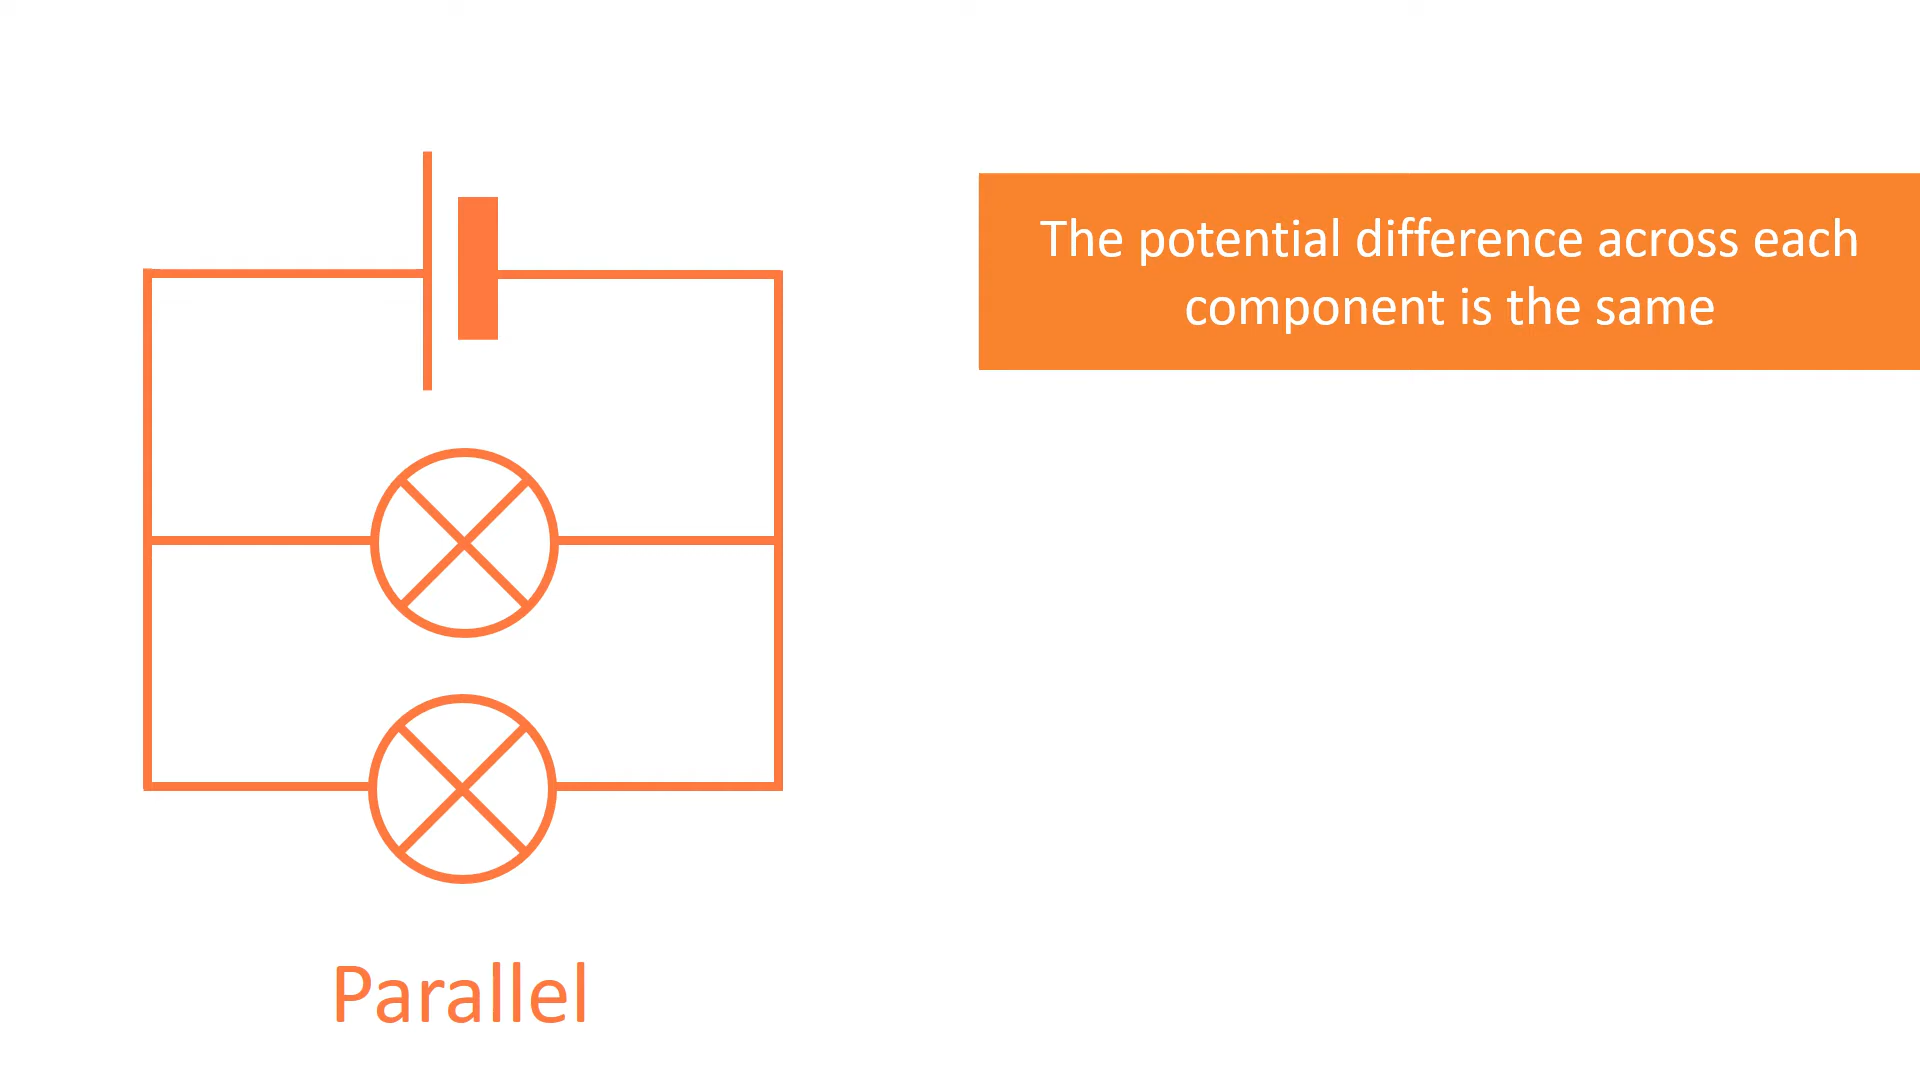 The potential difference across each
component is the same
Parallel